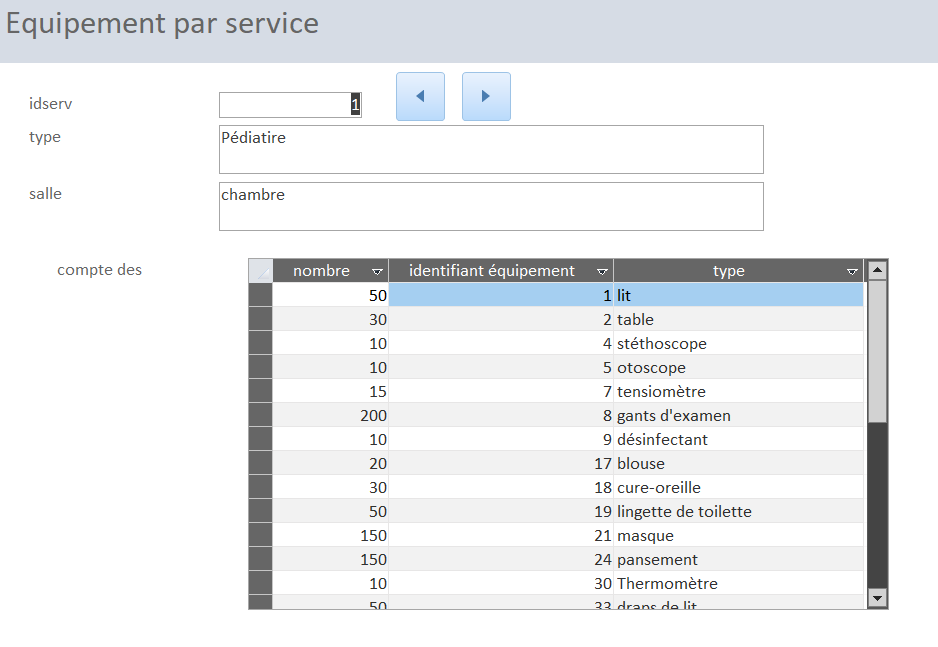 Equipement par service
idserv 1
type Pédiatire
salle chambre
compte des
nombre identifiant équipement type
50 1 lit
30 2 table
10 4 stéthoscope
10 5 otoscope
15 7 tensiomètre
200 8 gants d'examen
10 9 désinfectant
20 17 blouse
30 18 cure-oreille
50 19 lingette de toilette
150 21 masque
150 24 pansement
10 30 Thermomètre
50 33 draps de lit